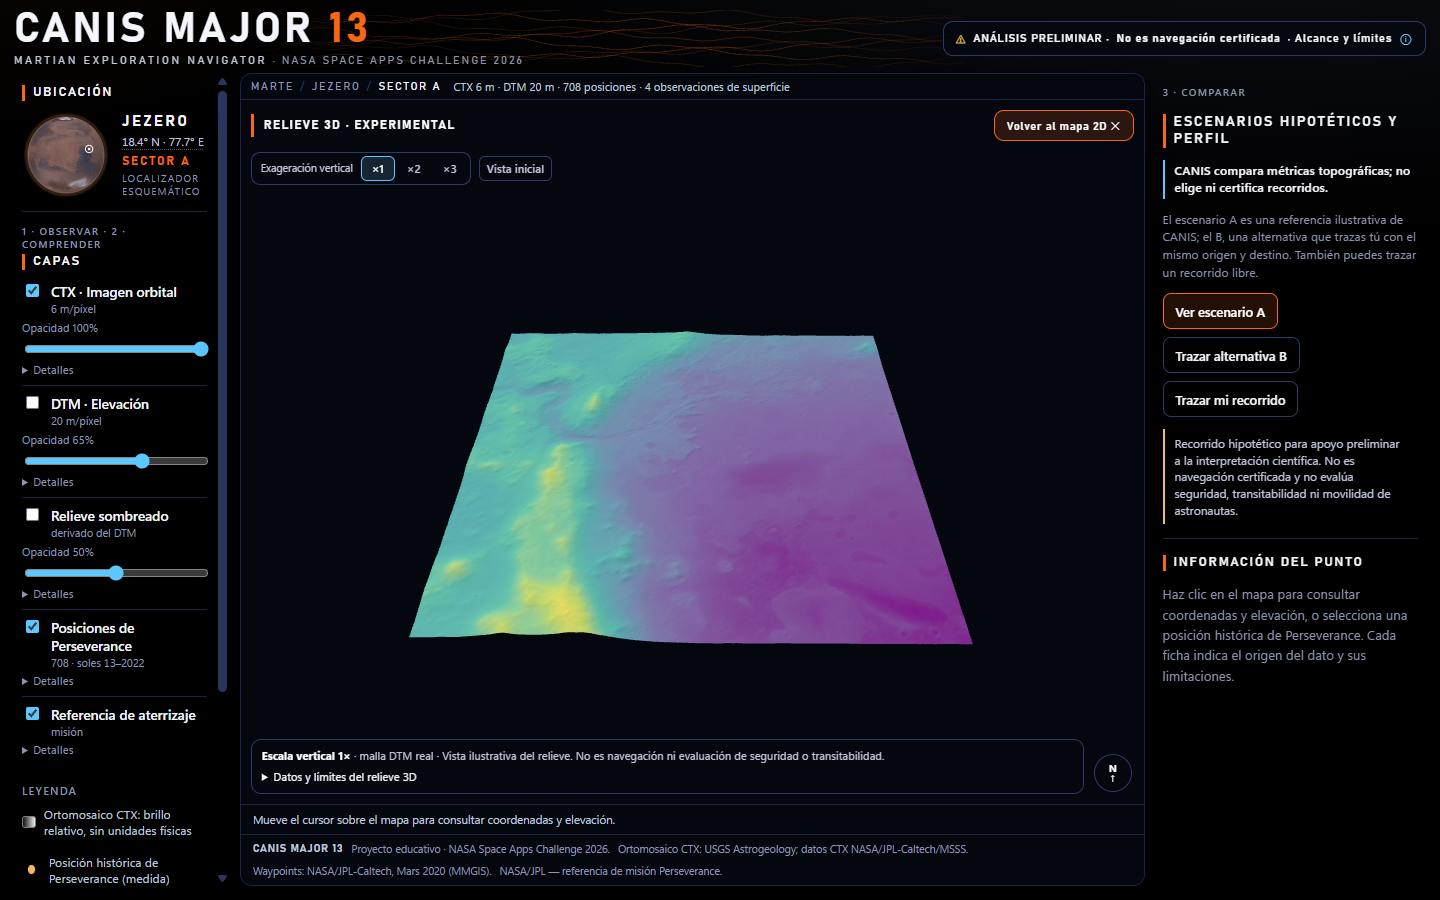 CANIS MAJOR 13
MARTIAN EXPLORATION NAVIGATOR · NASA SPACE APPS CHALLENGE 2026
⚠ ANÁLISIS PRELIMINAR · No es navegación certificada · Alcance y límites ⓘ
UBICACIÓN
JEZERO
18.4° N · 77.7° E
SECTOR A
LOCALIZADOR
ESQUEMÁTICO
1 · OBSERVAR · 2 ·
COMPRENDER
CAPAS
CTX · Imagen orbital
6 m/píxel
Opacidad 100%
▶ Detalles
DTM · Elevación
20 m/píxel
Opacidad 65%
▶ Detalles
Relieve sombreado
derivado del DTM
Opacidad 50%
▶ Detalles
Posiciones de
Perseverance
708 · soles 13–2022
▶ Detalles
Referencia de aterrizaje
misión
▶ Detalles
LEYENDA
Ortomosaico CTX: brillo
relativo, sin unidades físicas
Posición histórica de
Perseverance (medida)
MARTE / JEZERO / SECTOR A CTX 6 m · DTM 20 m · 708 posiciones · 4 observaciones de superficie
RELIEVE 3D · EXPERIMENTAL
Volver al mapa 2D ✕
Exageración vertical ×1 ×2 ×3 Vista inicial
Escala vertical 1× · malla DTM real · Vista ilustrativa del relieve. No es navegación ni evaluación de seguridad o transitabilidad.
▶ Datos y límites del relieve 3D
N
↑
Mueve el cursor sobre el mapa para consultar coordenadas y elevación.
CANIS MAJOR 13 Proyecto educativo · NASA Space Apps Challenge 2026. Ortomosaico CTX: USGS Astrogeology; datos CTX NASA/JPL-Caltech/MSSS.
Waypoints: NASA/JPL-Caltech, Mars 2020 (MMGIS). NASA/JPL — referencia de misión Perseverance.
3 · COMPARAR
ESCENARIOS HIPOTÉTICOS Y
PERFIL
CANIS compara métricas topográficas; no
elige ni certifica recorridos.
El escenario A es una referencia ilustrativa de
CANIS; el B, una alternativa que trazas tú con el
mismo origen y destino. También puedes trazar
un recorrido libre.
Ver escenario A
Trazar alternativa B
Trazar mi recorrido
Recorrido hipotético para apoyo preliminar
a la interpretación científica. No es
navegación certificada y no evalúa
seguridad, transitabilidad ni movilidad de
astronautas.
INFORMACIÓN DEL PUNTO
Haz clic en el mapa para consultar
coordenadas y elevación, o selecciona una
posición histórica de Perseverance. Cada
ficha indica el origen del dato y sus
limitaciones.